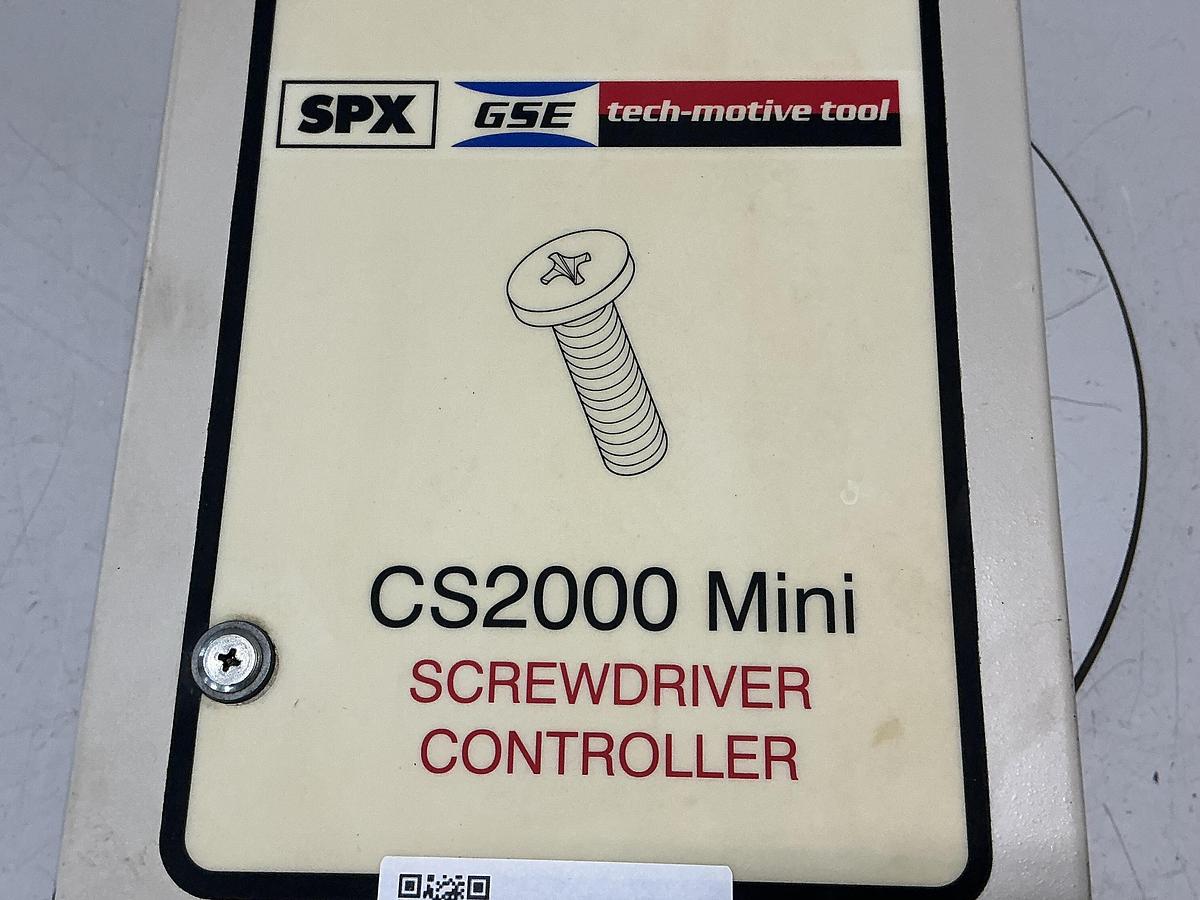 SPX GSE tech-motive tool
CS2000 Mini
SCREWDRIVER
CONTROLLER